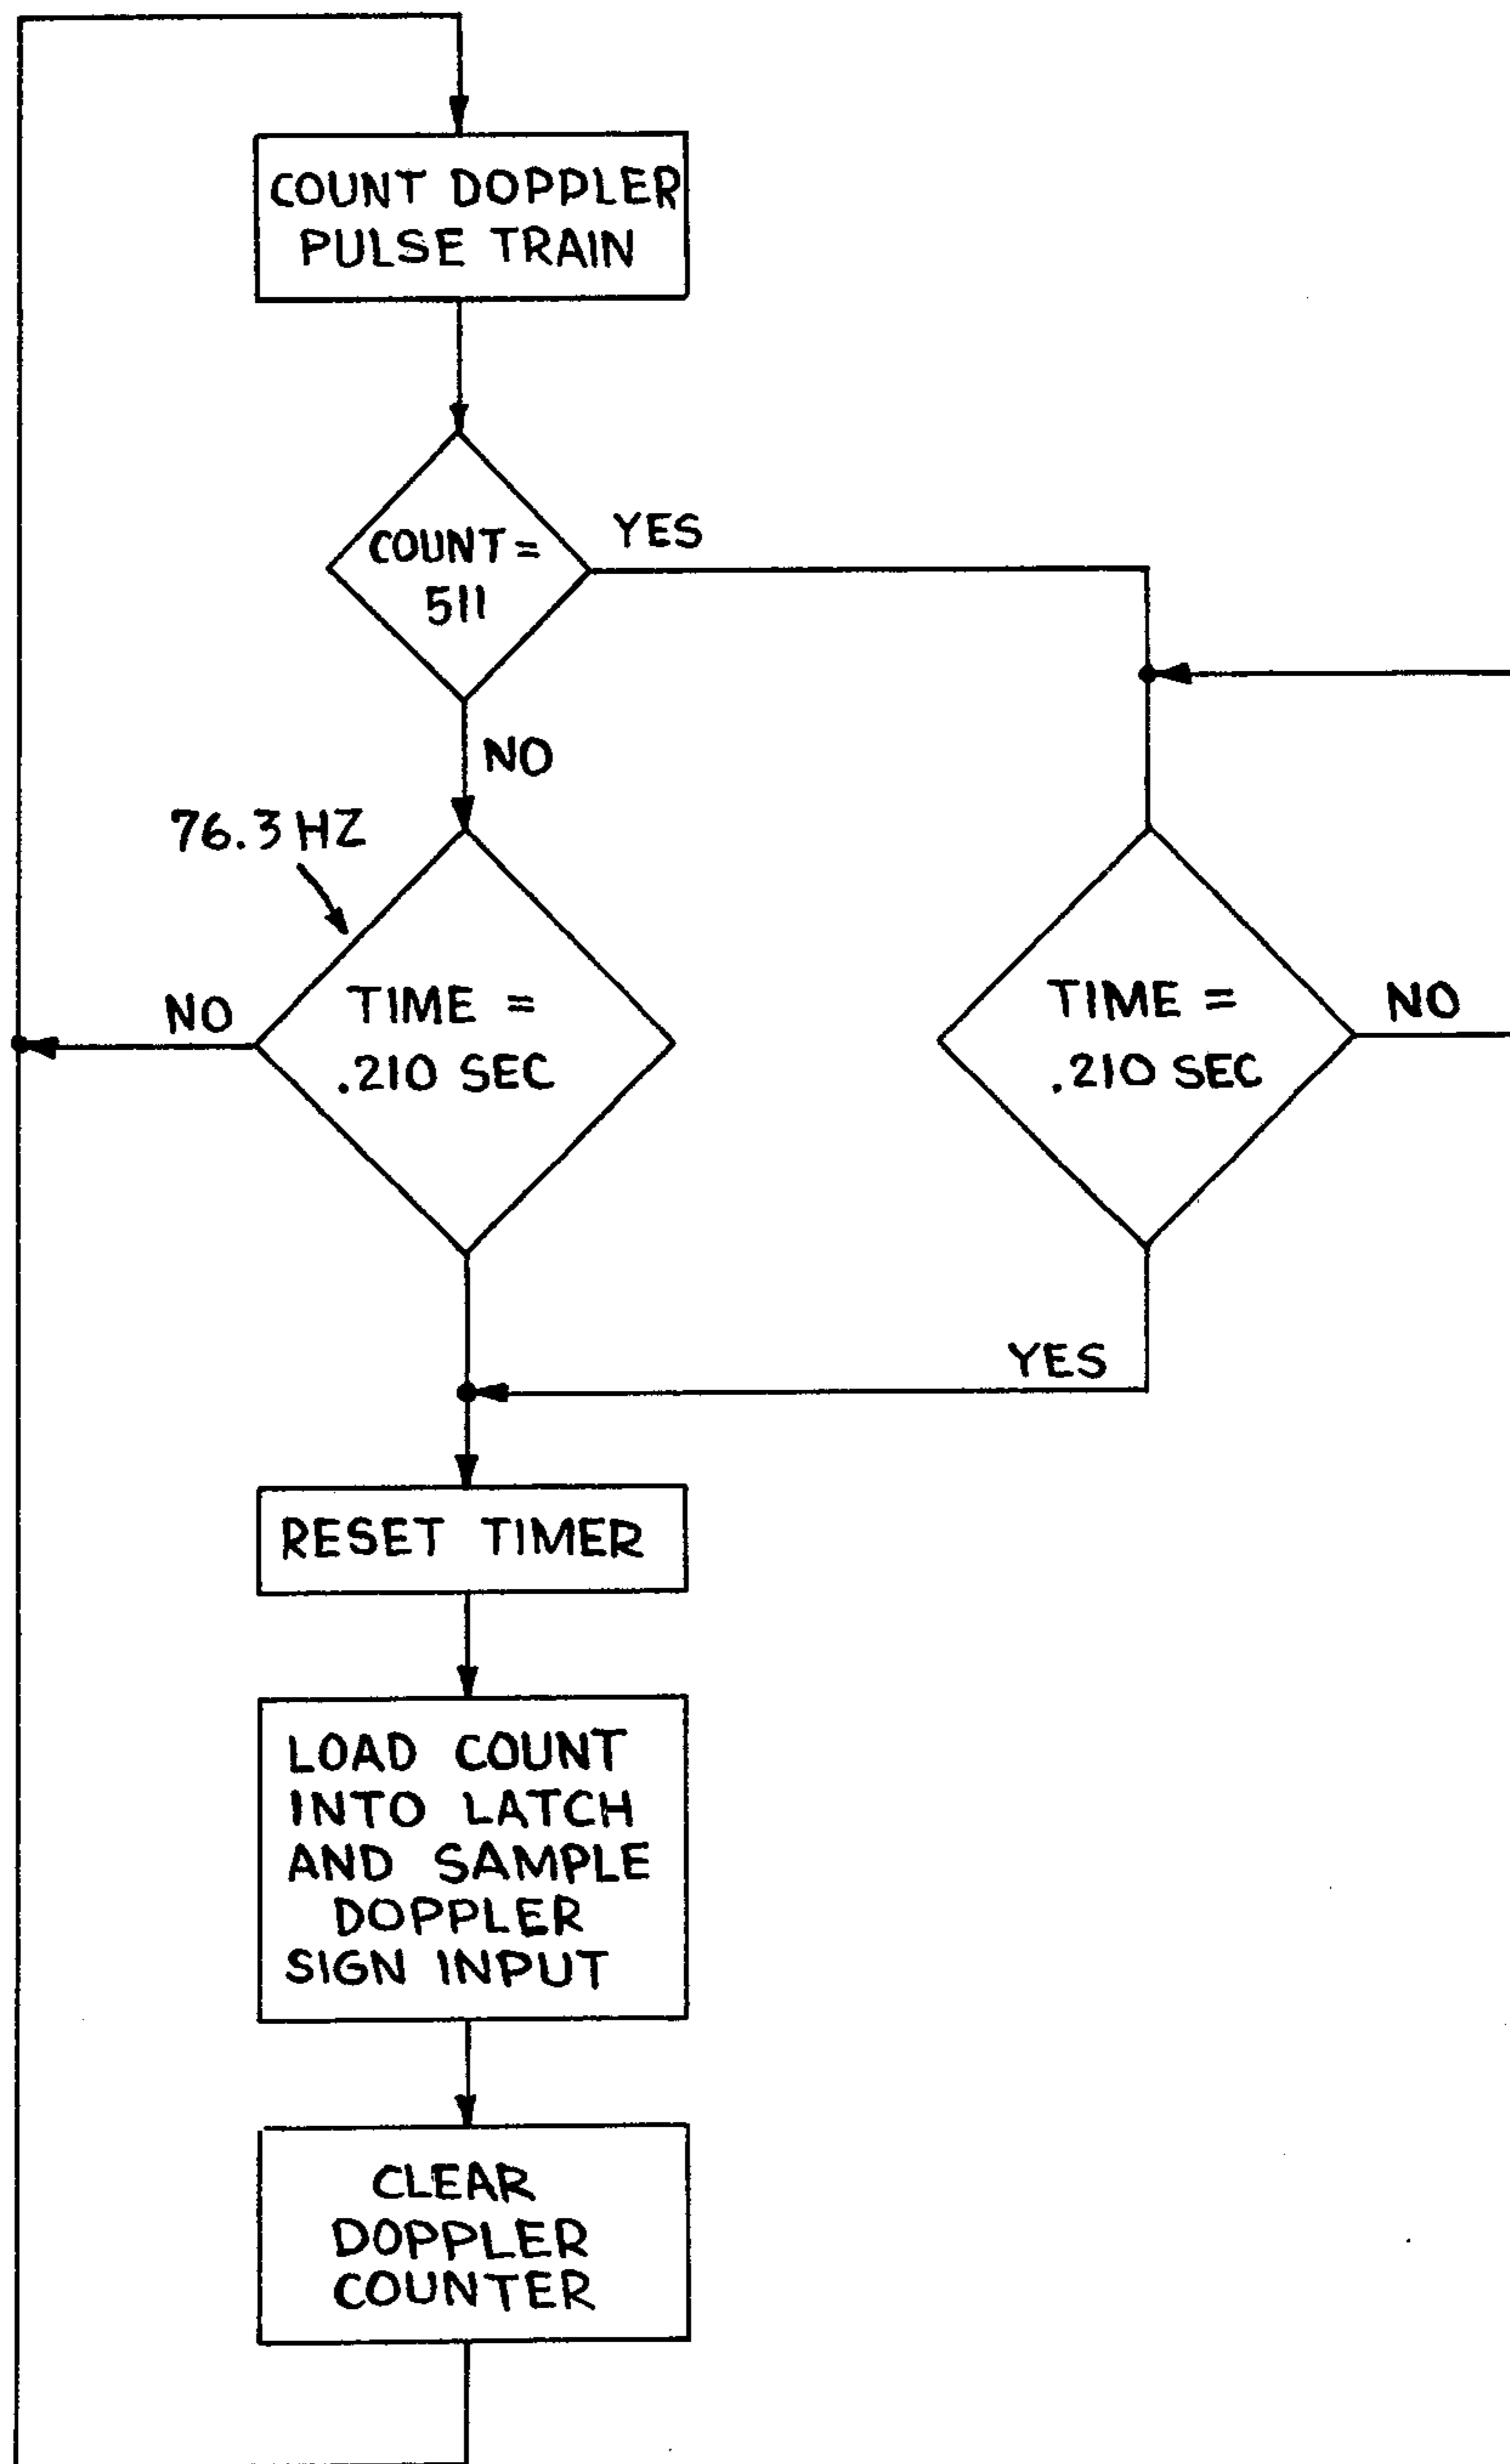 COUNT DOPPLER
PULSE TRAIN
COUNT =
511
YES
NO
76.3 HZ
TIME =
.210 SEC
NO
TIME =
.210 SEC
NO
YES
RESET TIMER
LOAD COUNT
INTO LATCH
AND SAMPLE
DOPPLER
SIGN INPUT
CLEAR
DOPPLER
COUNTER